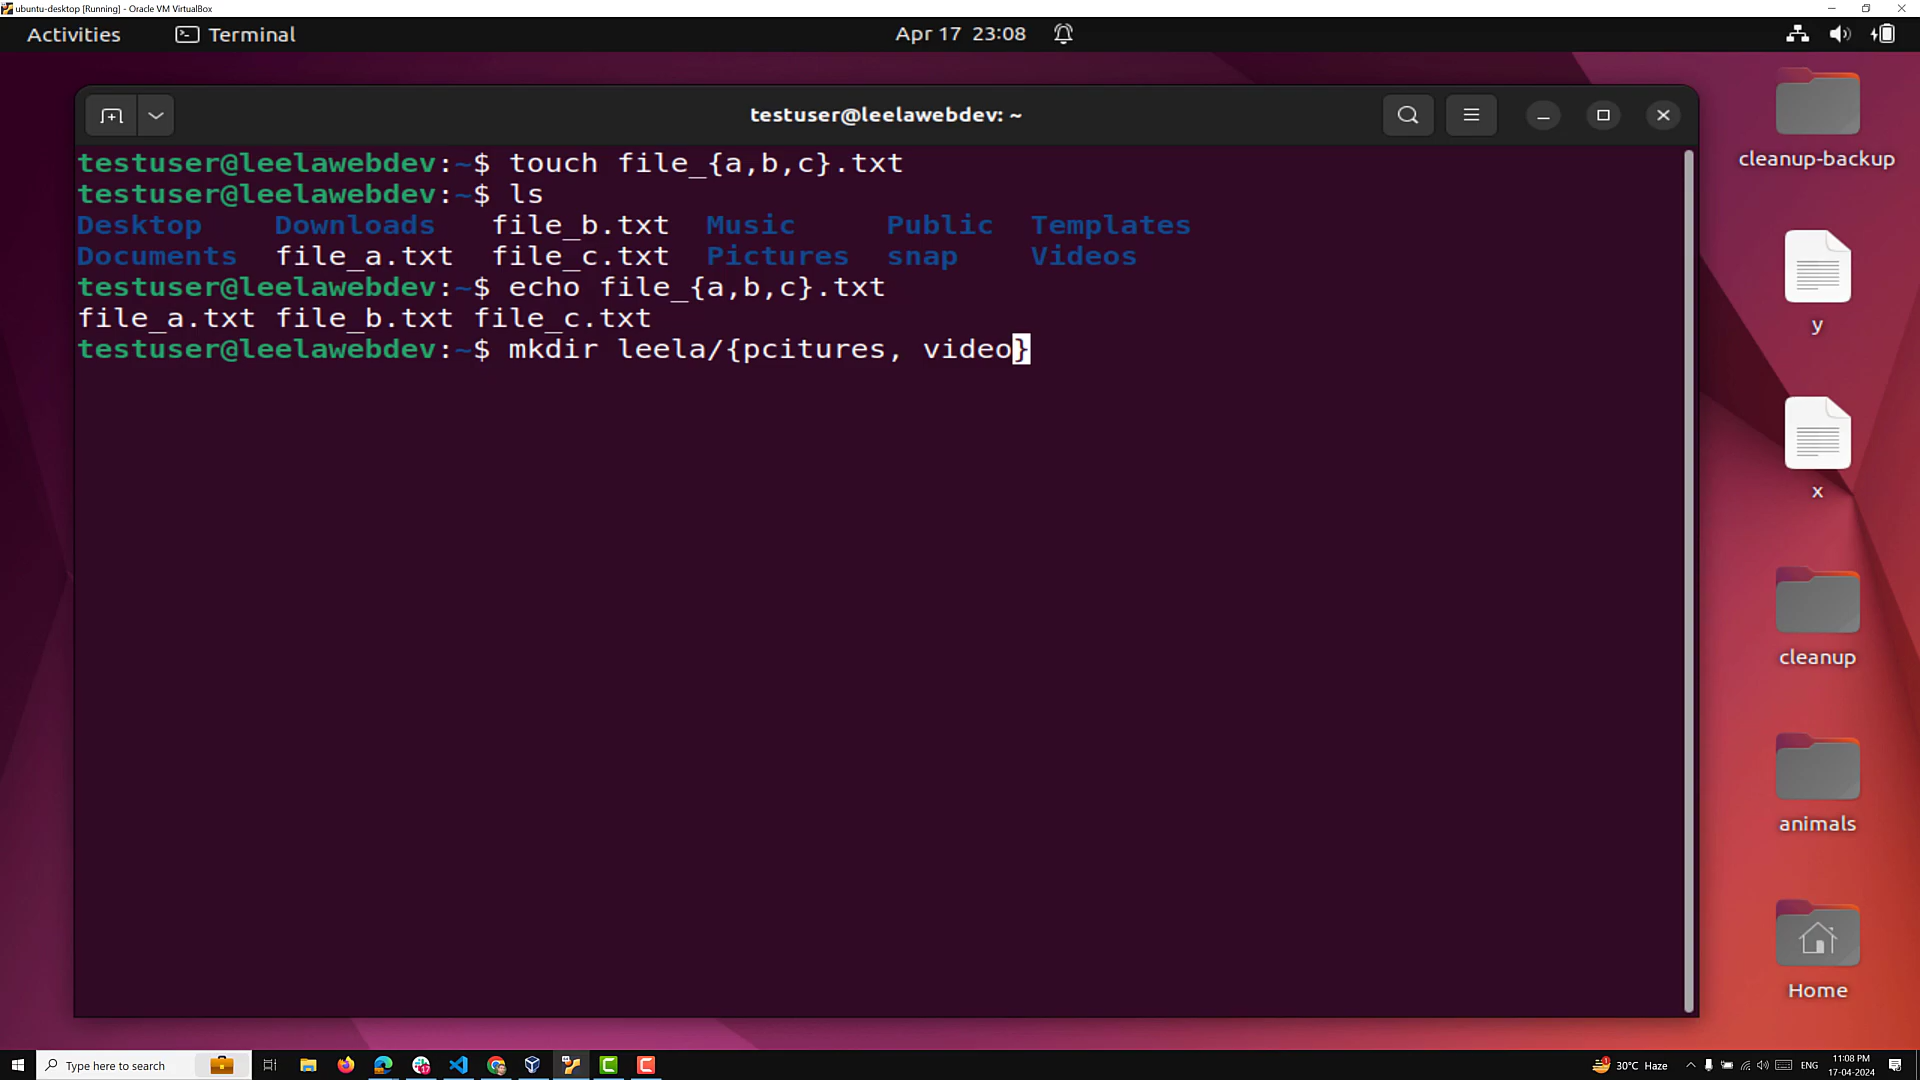 ubuntu-desktop [Running] - Oracle VM VirtualBox
Activities Terminal Apr 17 23:08
testuser@leelawebdev: ~
testuser@leelawebdev:~$ touch file_{a,b,c}.txt
testuser@leelawebdev:~$ ls
Desktop Downloads file_b.txt Music Public Templates
Documents file_a.txt file_c.txt Pictures snap Videos
testuser@leelawebdev:~$ echo file_{a,b,c}.txt
file_a.txt file_b.txt file_c.txt
testuser@leelawebdev:~$ mkdir leela/{pcitures, video}
cleanup-backup
y
x
cleanup
animals
Home
Type here to search
30°C Haze
ENG
11:08 PM
17-04-2024